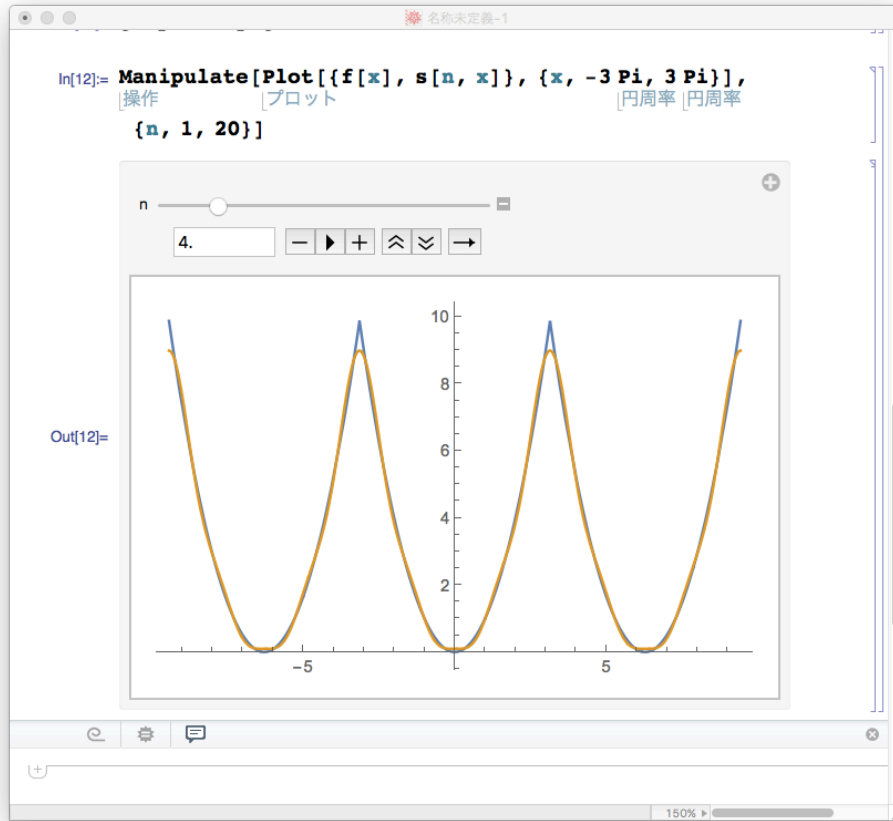 名称未定義-1
In[12]:= Manipulate[Plot[{f[x], s[n, x]}, {x, -3 Pi, 3 Pi}],
操作 プロット 円周率 円周率
{n, 1, 20}]
n
4.
10
8
6
Out[12]=
4
2
-5 5
150%